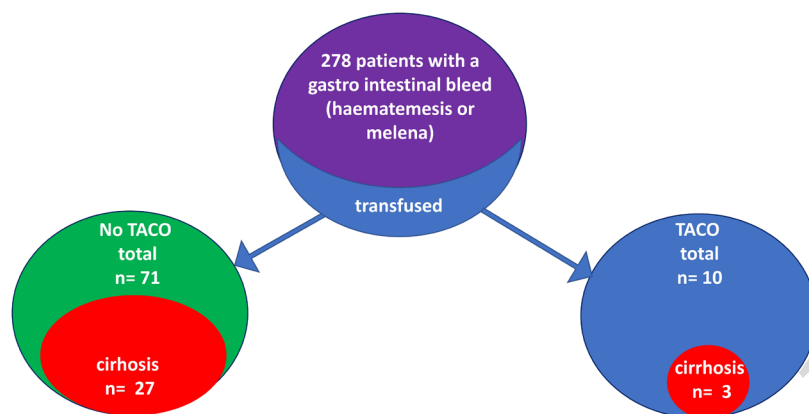 278 patients with a
gastro intestinal bleed
(haematemesis or
melena)
transfused
No TACO
total
n= 71
cirhosis
n=  27
TACO
total
n= 10
cirrhosis
n=  3